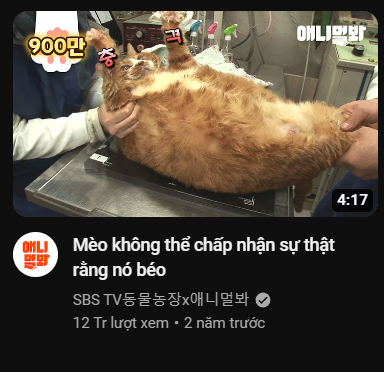 900만
충
격
애니멀봐
4:17
애니
멀봐
Mèo không thể chấp nhận sự thật
rằng nó béo
SBS TV동물농장x애니멀봐
12 Tr lượt xem • 2 năm trước